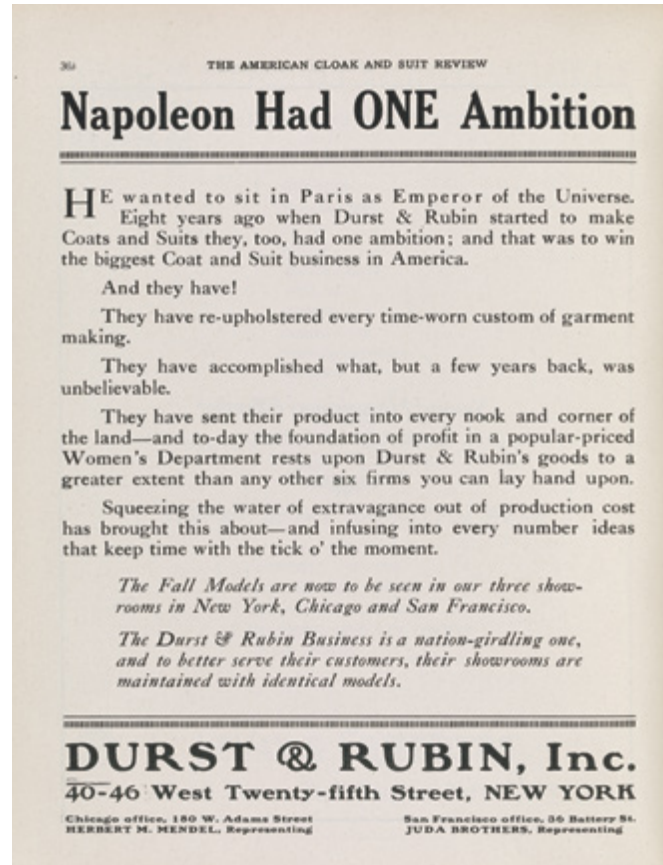 THE AMERICAN CLOAK AND SUIT REVIEW
Napoleon Had ONE Ambition
HE wanted to sit in Paris as Emperor of the Universe.
Eight years ago when Durst & Rubin started to make
Coats and Suits they, too, had one ambition; and that was to win
the biggest Coat and Suit business in America.
And they have!
They have re-upholstered every time-worn custom of garment
making.
They have accomplished what, but a few years back, was
unbelievable.
They have sent their product into every nook and corner of
the land—and to-day the foundation of profit in a popular-priced
Women's Department rests upon Durst & Rubin's goods to a
greater extent than any other six firms you can lay hand upon.
Squeezing the water of extravagance out of production cost
has brought this about—and infusing into every number ideas
that keep time with the tick o' the moment.
The Fall Models are now to be seen in our three show-
rooms in New York, Chicago and San Francisco.
The Durst & Rubin Business is a nation-girdling one,
and to better serve their customers, their showrooms are
maintained with identical models.
DURST & RUBIN, Inc.
40-46 West Twenty-fifth Street, NEW YORK
Chicago office, 180 W. Adams Street
HERBERT M. MENDEL, Representing
San Francisco office, 36 Battery St.
JUDA BROTHERS, Representing